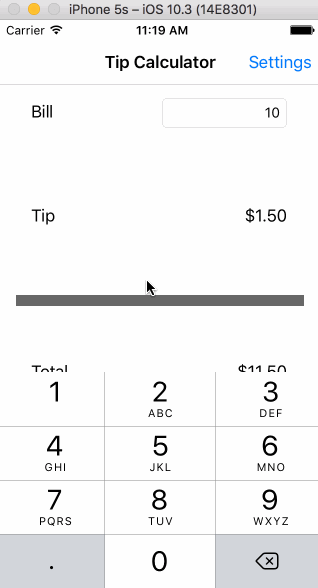 iPhone 5s – iOS 10.3 (14E8301)
Carrier 11:19 AM
Tip Calculator Settings
Bill 10
Tip $1.50
Total $11.50
1 2 3
ABC DEF
4 5 6
GHI JKL MNO
7 8 9
PQRS TUV WXYZ
. 0